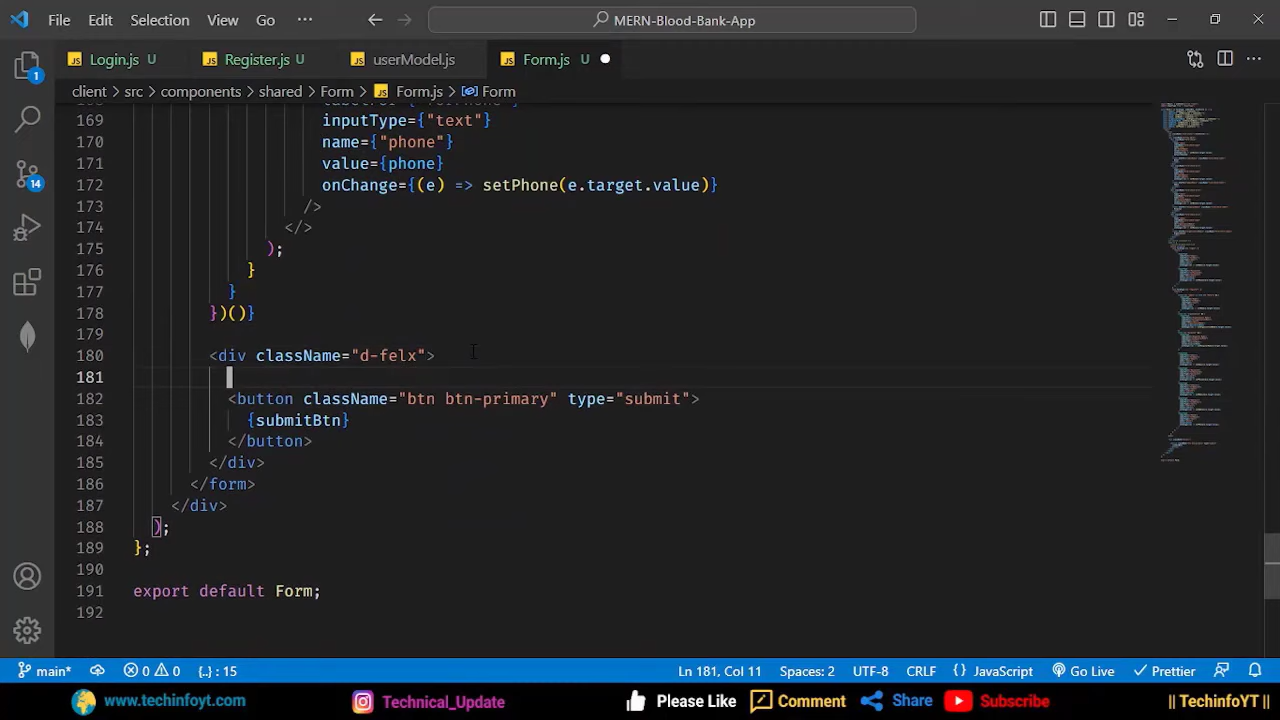 File Edit Selection View Go ··· MERN-Blood-Bank-App
Login.js U Register.js U userModel.js Form.js U
client > src > components > shared > Form > Form.js > Form
169 inputType={"text"}
170 name={"phone"}
171 value={phone}
172 onChange={(e) => setPhone(e.target.value)}
173 />
174 </>
175 );
176 }
177 }
178 })()}
179
180 <div className="d-felx">
181
182 <button className="btn btn-primary" type="submit">
183 {submitBtn}
184 </button>
185 </div>
186 </form>
187 </div>
188 );
189 };
190
191 export default Form;
192
1
14
main* 0 0 {..} : 15 Ln 181, Col 11 Spaces: 2 UTF-8 CRLF {} JavaScript Go Live Prettier
www.techinfoyt.com Technical_Update Please Like Comment Share Subscribe || TechinfoYT ||